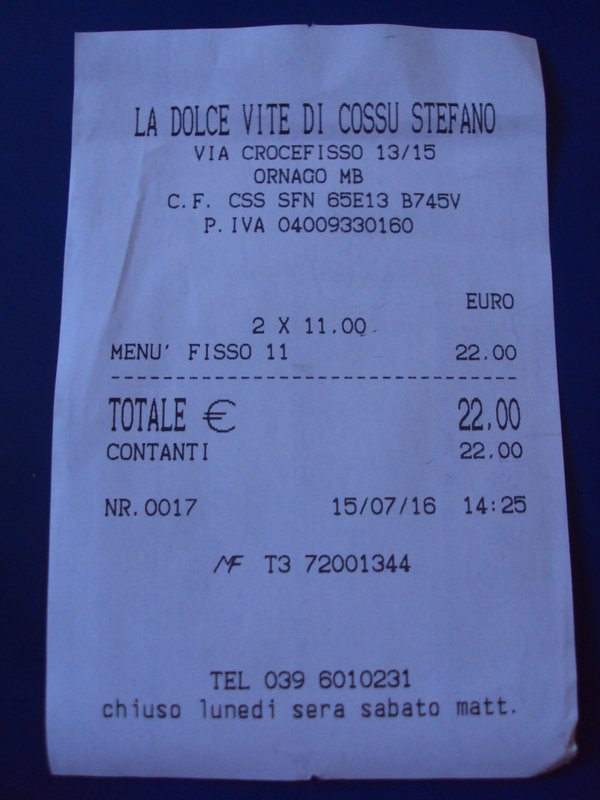 LA DOLCE VITE DI COSSU STEFANO
VIA CROCEFISSO 13/15
ORNAGO MB
C.F. CSS SFN 65E13 B745V
P.IVA 04009330160
EURO
2 X 11.00
MENU' FISSO 11 22.00
--------------------------------
TOTALE € 22,00
CONTANTI 22.00
NR.0017 15/07/16 14:25
MF T3 72001344
TEL 039 6010231
chiuso lunedi sera sabato matt.